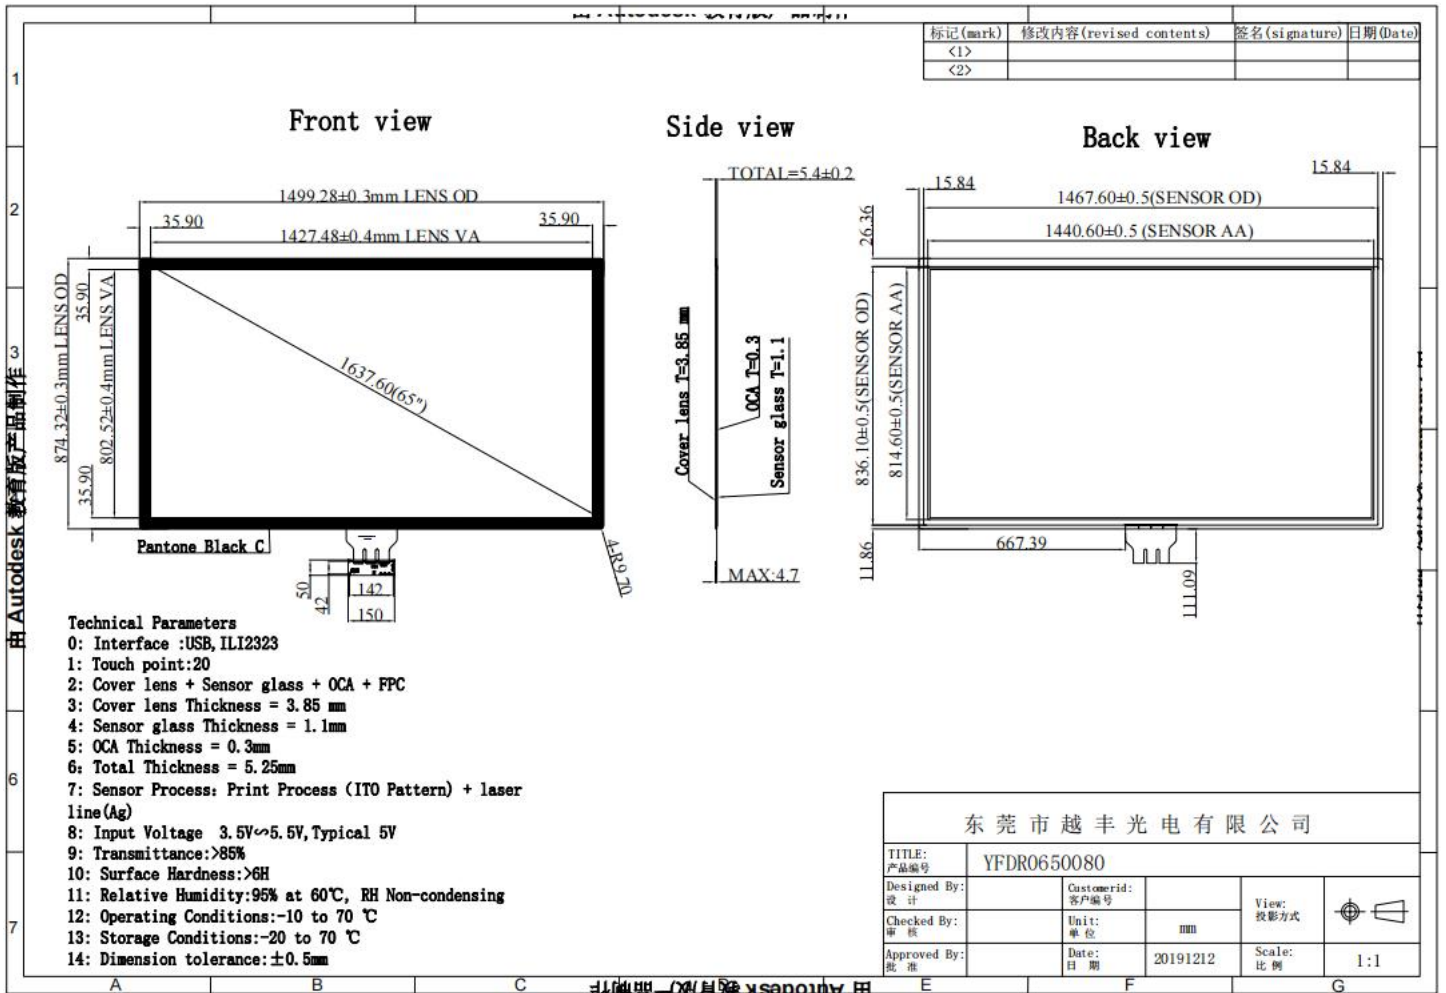 标记(mark) 修改内容(revised contents) 签名(signature) 日期(Date)
<1>
<2>
1
2
3
6
7
Front view
Side view
Back view
1499.28±0.3mm LENS OD
35.90
35.90
1427.48±0.4mm LENS VA
874.32±0.3mm LENS OD
35.90
802.52±0.4mm LENS VA
35.90
1637.60(65")
Pantone Black C
4-R9.70
50
42
142
150
TOTAL=5.4±0.2
Cover lens T=3.85 mm
OCA T=0.3
Sensor glass T=1.1
MAX:4.7
15.84
15.84
1467.60±0.5(SENSOR OD)
1440.60±0.5 (SENSOR AA)
26.36
836.10±0.5(SENSOR OD)
814.60±0.5(SENSOR AA)
11.86
667.39
111.09
由 Autodesk 教育版产品制作
Technical Parameters
0: Interface :USB,ILI2323
1: Touch point:20
2: Cover lens + Sensor glass + OCA + FPC
3: Cover lens Thickness = 3.85 mm
4: Sensor glass Thickness = 1.1mm
5: OCA Thickness = 0.3mm
6: Total Thickness = 5.25mm
7: Sensor Process: Print Process (ITO Pattern) + laser
line(Ag)
8: Input Voltage 3.5V∽5.5V,Typical 5V
9: Transmittance:>85%
10: Surface Hardness:>6H
11: Relative Humidity:95% at 60℃, RH Non-condensing
12: Operating Conditions:-10 to 70 ℃
13: Storage Conditions:-20 to 70 ℃
14: Dimension tolerance:±0.5mm
东莞市越丰光电有限公司
TITLE:
产品编号
YFDR0650080
Designed By:
设 计
Customerid:
客户编号
View:
投影方式
Checked By:
审 核
Unit:
单 位
mm
Approved By:
批 准
Date:
日 期
20191212
Scale:
比 例
1:1
A B C E F G